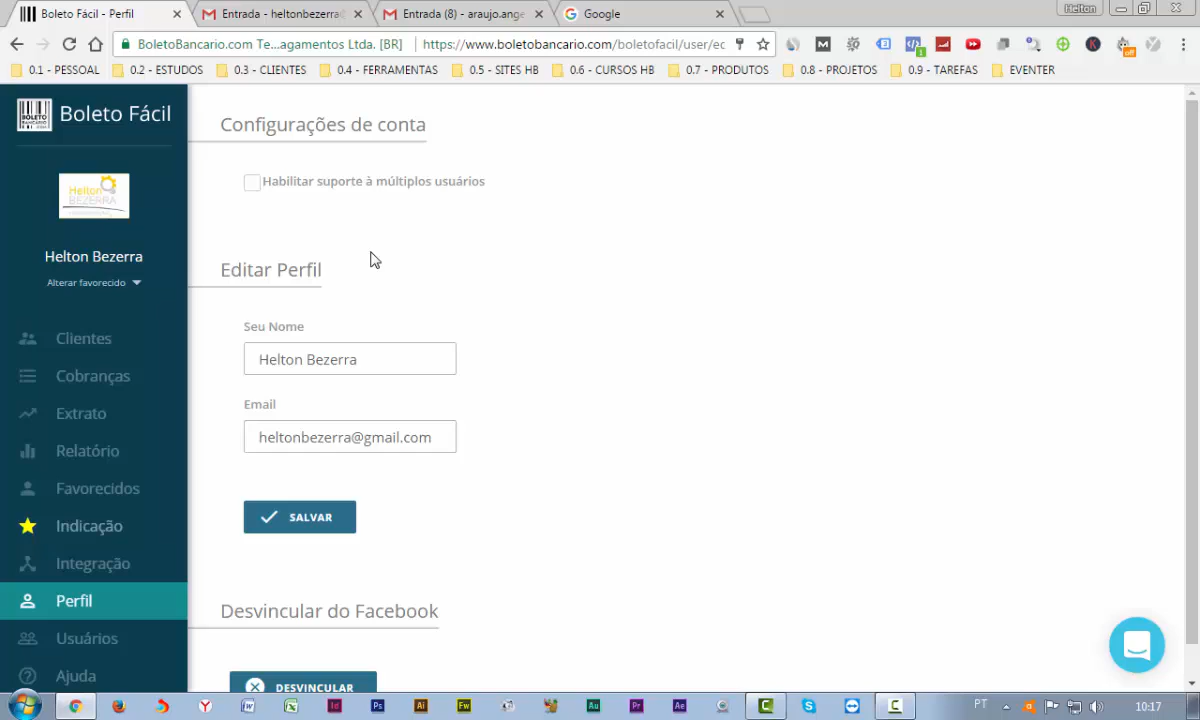 Boleto Fácil - Perfil
Entrada - heltonbezerra@
Entrada (8) - araujo.ange
Google
Helton
BoletoBancario.com Te...agamentos Ltda. [BR]
https://www.boletobancario.com/boletofacil/user/ec
0.1 - PESSOAL
0.2 - ESTUDOS
0.3 - CLIENTES
0.4 - FERRAMENTAS
0.5 - SITES HB
0.6 - CURSOS HB
0.7 - PRODUTOS
0.8 - PROJETOS
0.9 - TAREFAS
EVENTER
BOLETO
Boleto Fácil
Helton
BEZERRA
Helton Bezerra
Alterar favorecido
Clientes
Cobranças
Extrato
Relatório
Favorecidos
Indicação
Integração
Perfil
Usuários
Ajuda
Configurações de conta
Habilitar suporte à múltiplos usuários
Editar Perfil
Seu Nome
Helton Bezerra
Email
heltonbezerra@gmail.com
SALVAR
Desvincular do Facebook
DESVINCULAR
PT
10:17